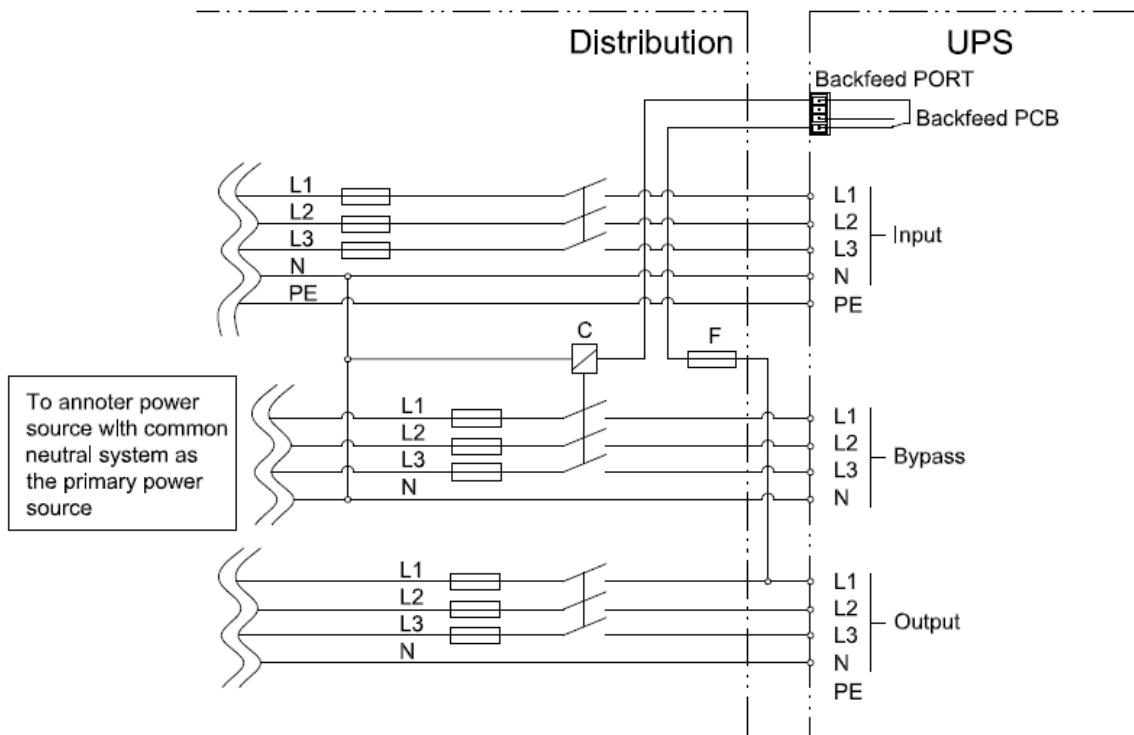 Distribution
UPS
Backfeed PORT
Backfeed PCB
L1
L2
L3
N
PE
L1
L2
L3
N
PE
Input
C
F
To annoter power
source with common
neutral system as
the primary power
source
L1
L2
L3
N
L1
L2
L3
N
Bypass
L1
L2
L3
N
L1
L2
L3
N
PE
Output